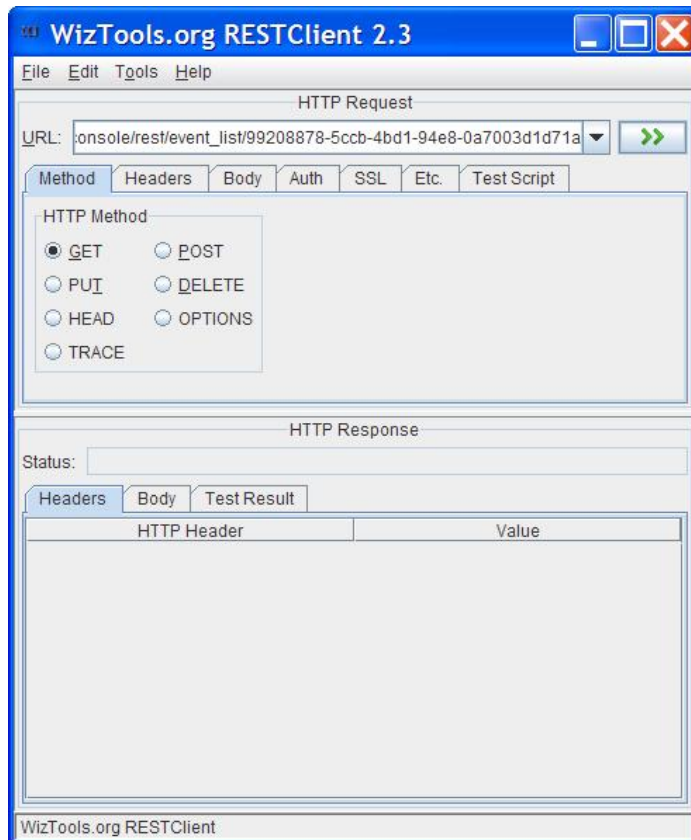 WizTools.org RESTClient 2.3
File Edit Tools Help
HTTP Request
URL: :onsole/rest/event_list/99208878-5ccb-4bd1-94e8-0a7003d1d71a
Method Headers Body Auth SSL Etc. Test Script
HTTP Method
GET POST
PUT DELETE
HEAD OPTIONS
TRACE
HTTP Response
Status:
Headers Body Test Result
HTTP Header Value
WizTools.org RESTClient